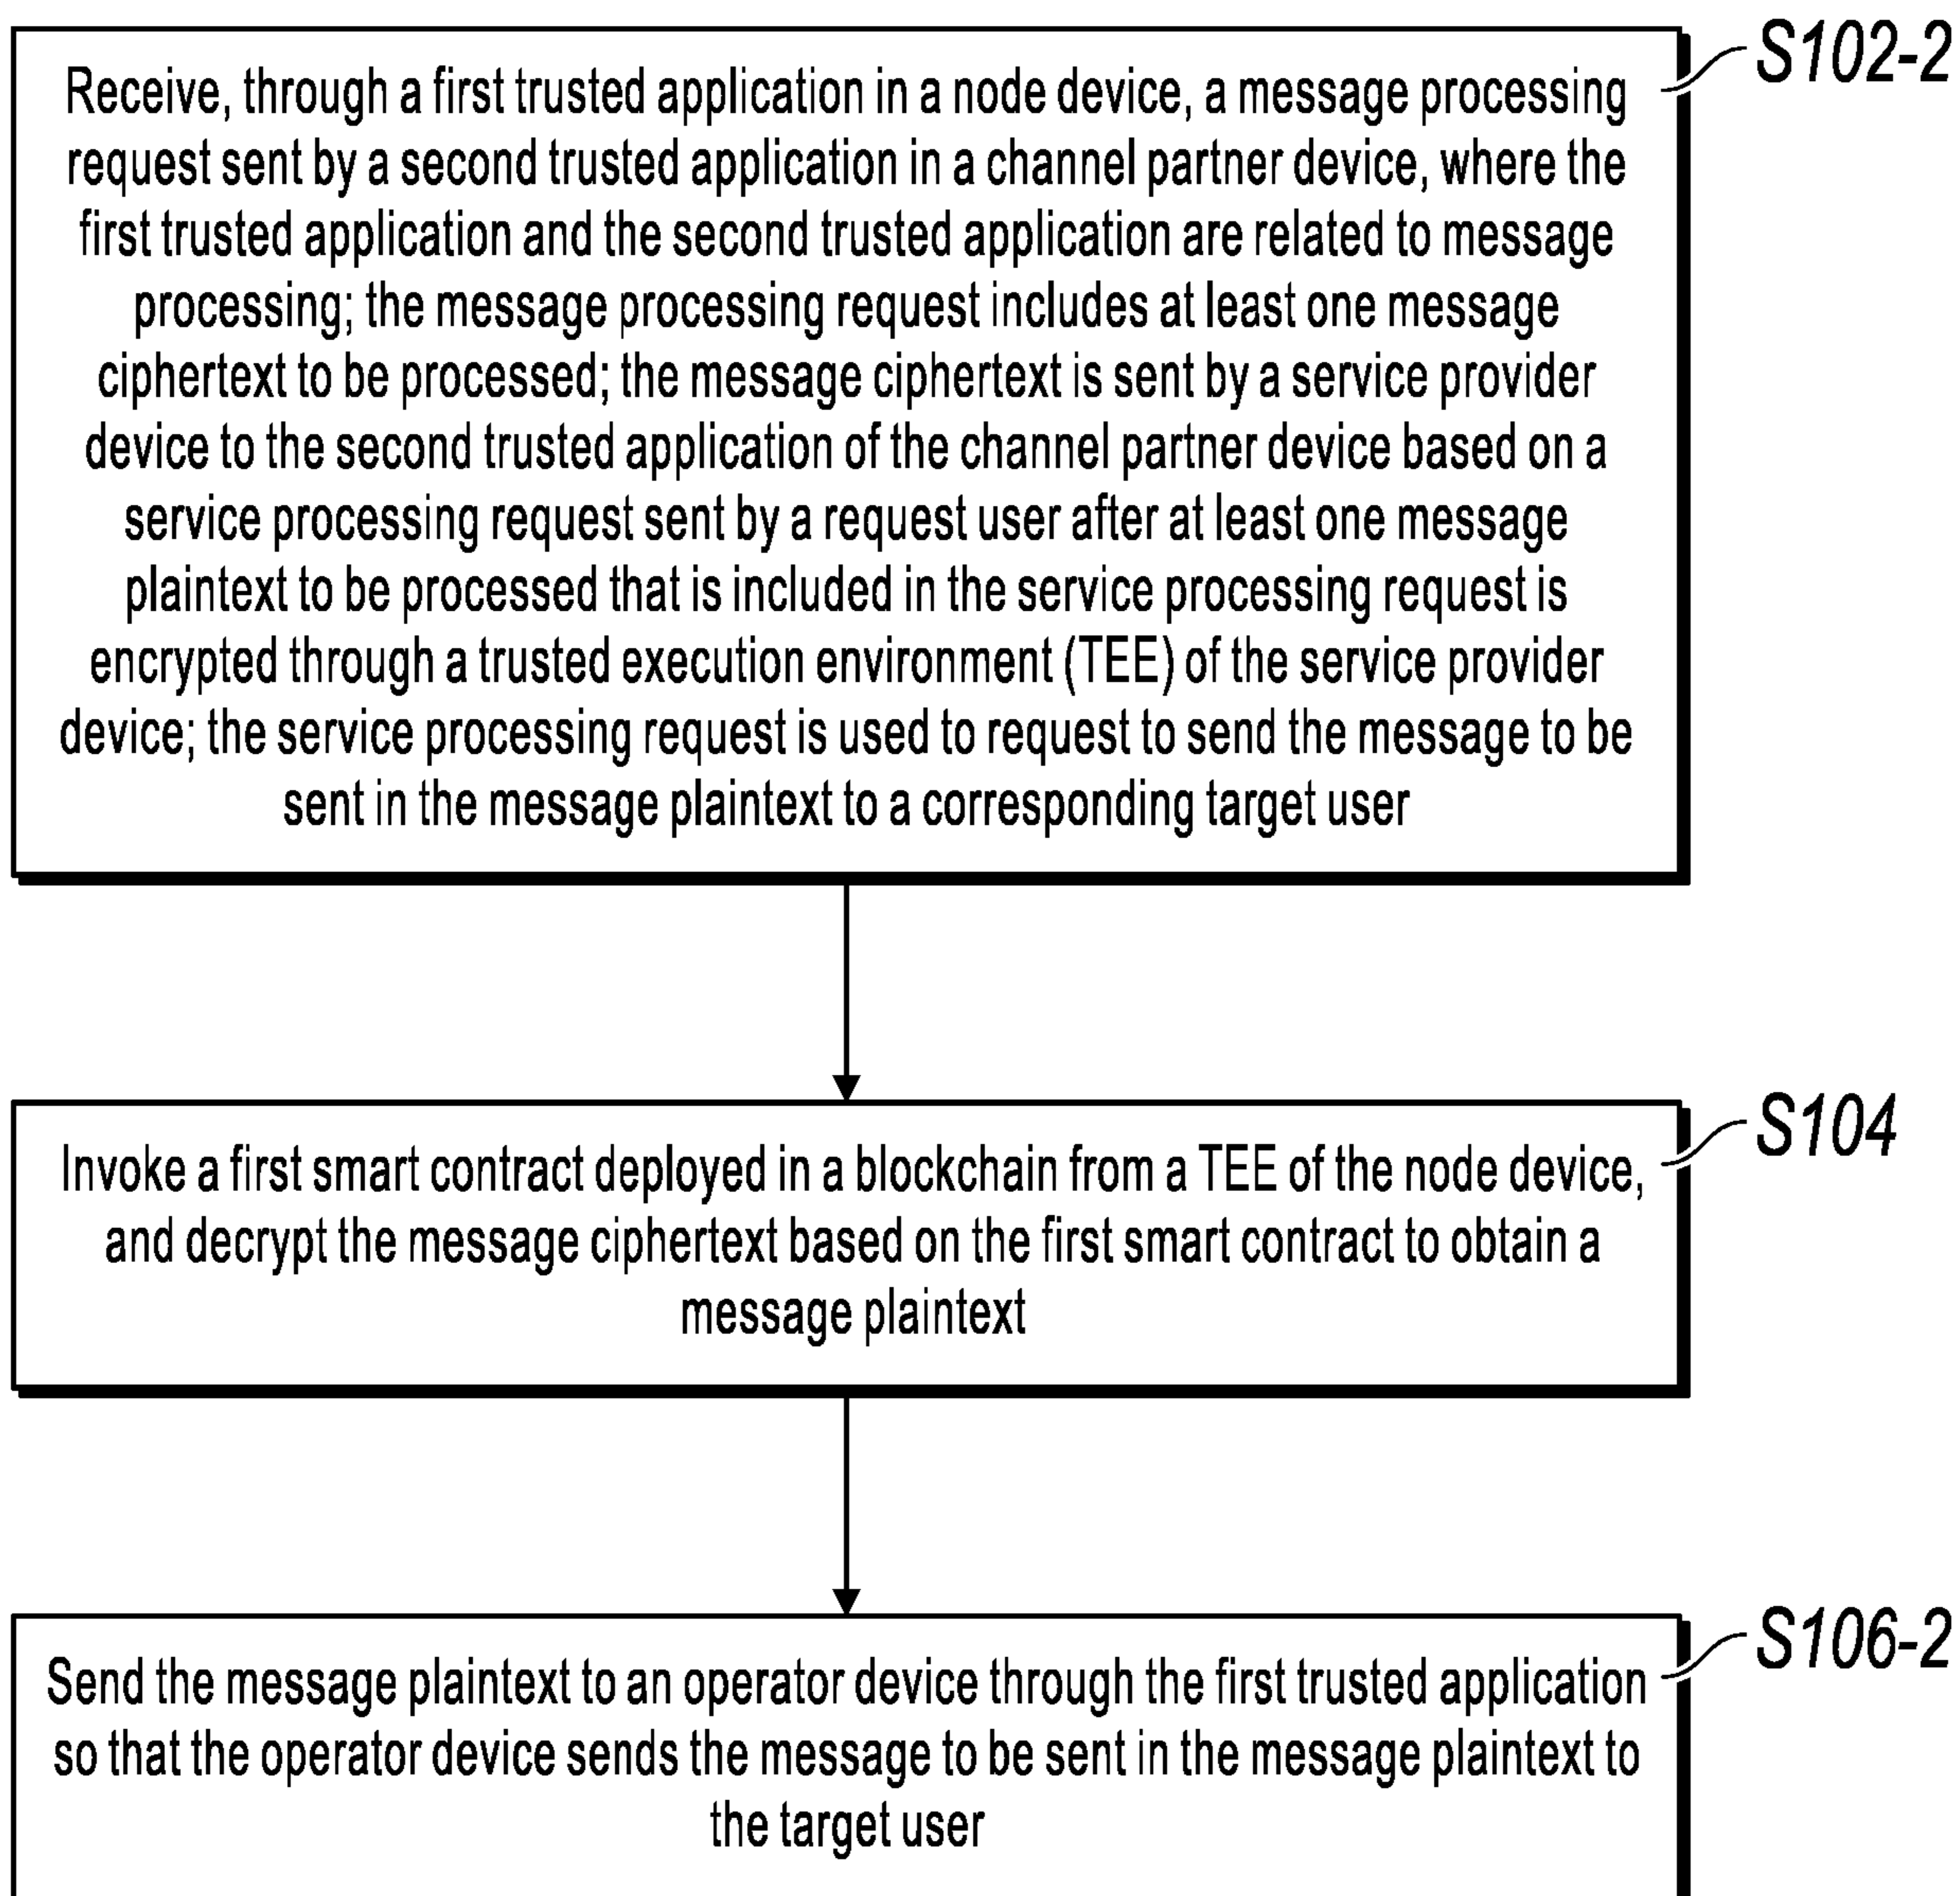 Receive, through a first trusted application in a node device, a message processing
request sent by a second trusted application in a channel partner device, where the
first trusted application and the second trusted application are related to message
processing; the message processing request includes at least one message
ciphertext to be processed; the message ciphertext is sent by a service provider
device to the second trusted application of the channel partner device based on a
service processing request sent by a request user after at least one message
plaintext to be processed that is included in the service processing request is
encrypted through a trusted execution environment (TEE) of the service provider
device; the service processing request is used to request to send the message to be
sent in the message plaintext to a corresponding target user
S102-2
Invoke a first smart contract deployed in a blockchain from a TEE of the node device,
and decrypt the message ciphertext based on the first smart contract to obtain a
message plaintext
S104
Send the message plaintext to an operator device through the first trusted application
so that the operator device sends the message to be sent in the message plaintext to
the target user
S106-2